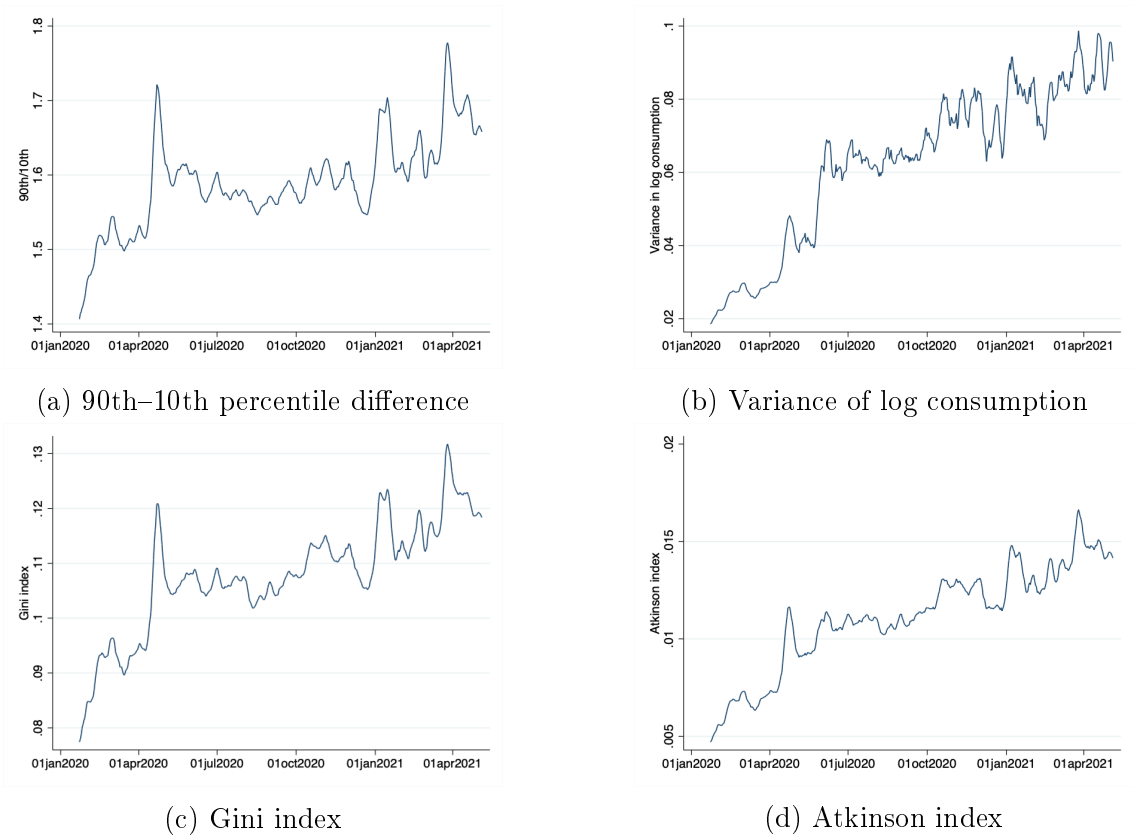 1.8
1.7
1.6
1.5
1.4
90th/10th
01jan2020 01apr2020 01jul2020 01oct2020 01jan2021 01apr2021
(a) 90th–10th percentile difference
.1
.08
.06
.04
.02
Variance in log consumption
01jan2020 01apr2020 01jul2020 01oct2020 01jan2021 01apr2021
(b) Variance of log consumption
.13
.12
.11
.1
.09
.08
Gini index
01jan2020 01apr2020 01jul2020 01oct2020 01jan2021 01apr2021
(c) Gini index
.02
.015
.01
.005
Atkinson index
01jan2020 01apr2020 01jul2020 01oct2020 01jan2021 01apr2021
(d) Atkinson index